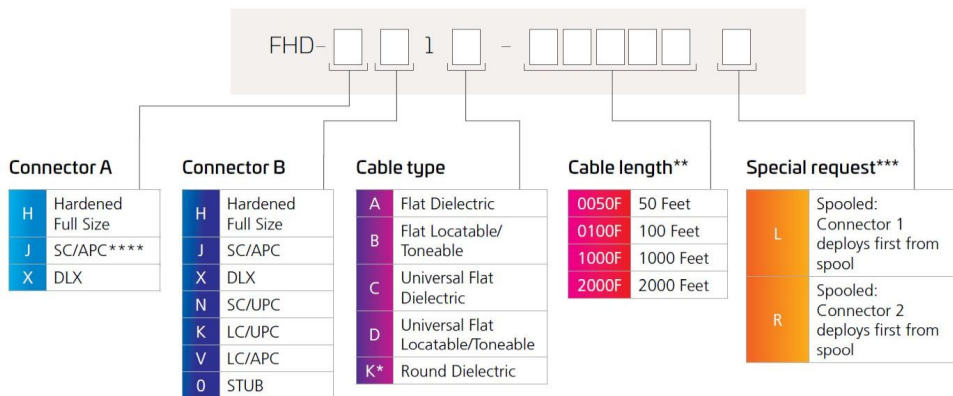 FHD- 1 -
Connector A
H Hardened
Full Size
J SC/APC****
X DLX
Connector B
H Hardened
Full Size
J SC/APC
X DLX
N SC/UPC
K LC/UPC
V LC/APC
0 STUB
Cable type
A Flat Dielectric
B Flat Locatable/
Toneable
C Universal Flat
Dielectric
D Universal Flat
Locatable/Toneable
K* Round Dielectric
Cable length**
0050F 50 Feet
0100F 100 Feet
1000F 1000 Feet
2000F 2000 Feet
Special request***
L Spooled:
Connector 1
deploys first from
spool
R Spooled:
Connector 2
deploys first from
spool